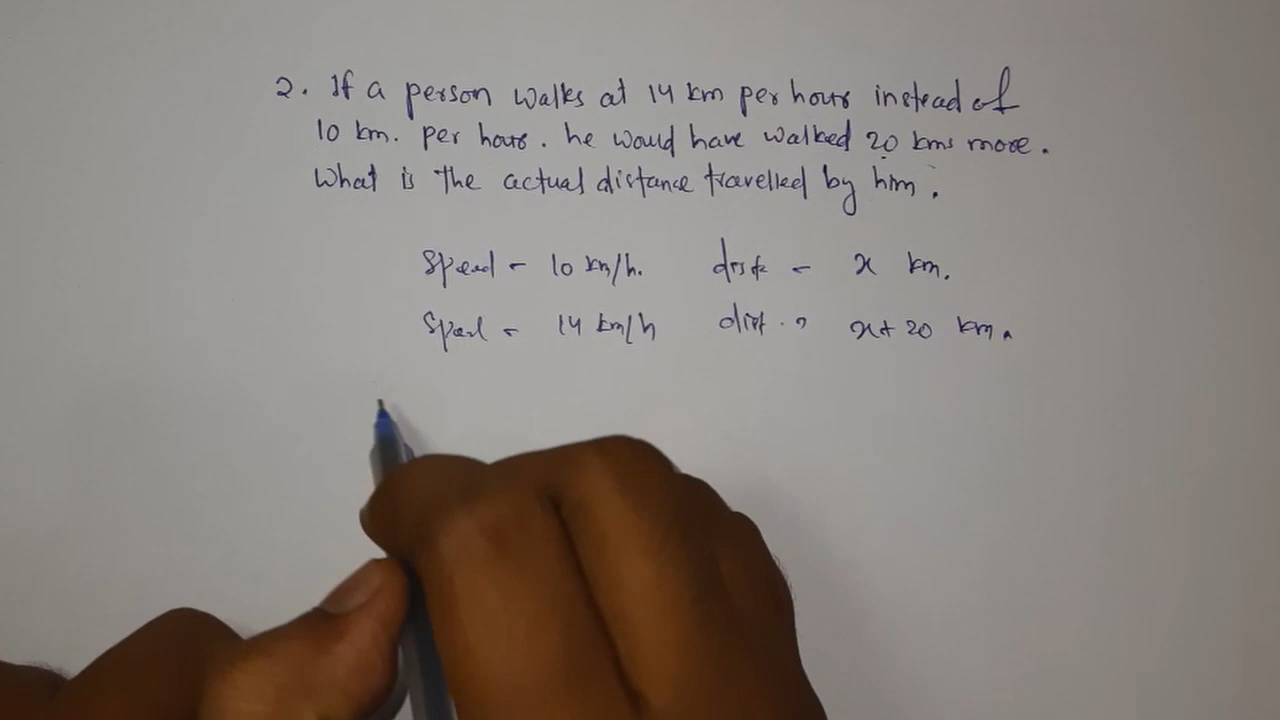 2. If a person walks at 14 km per hour instead of
10 km. per hour. he would have walked 20 kms more.
What is the actual distance travelled by him.
Speed - 10 km/h. dist - x km.
Speed - 14 km/h dist. = x+ 20 km.